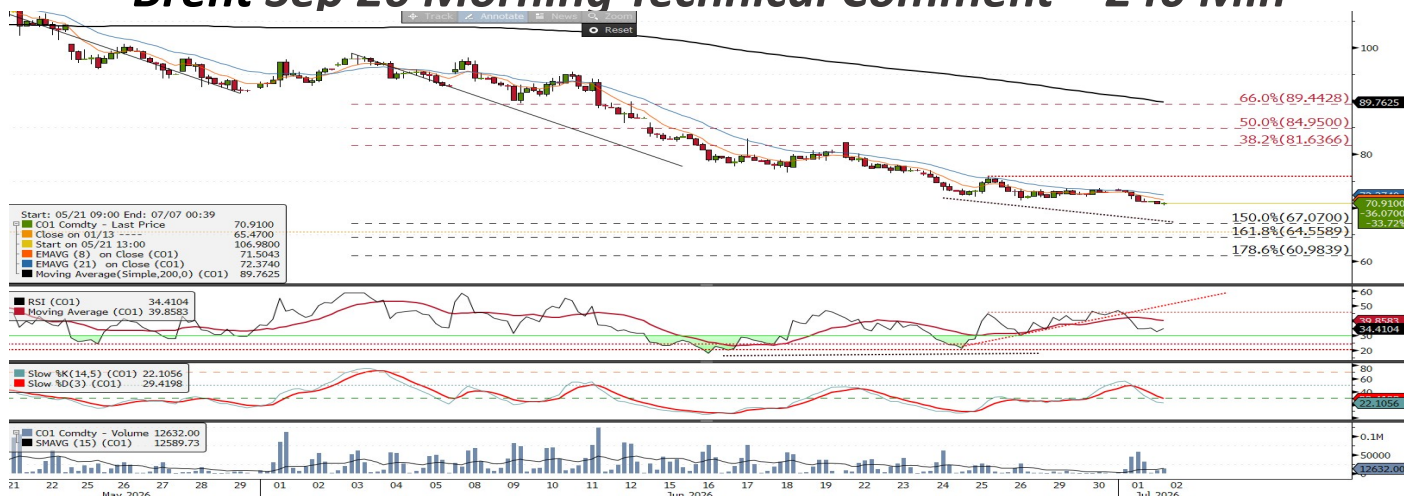 Brent Sep 26 Morning Technical Comment – 240 Min
Track Annotate News Zoom
Reset
100
80
60
66.0%(89.4428)
89.7625
50.0%(84.9500)
38.2%(81.6366)
150.0%(67.0700)
161.8%(64.5589)
178.6%(60.9839)
70.9100
-36.0700
-33.72%
Start: 05/21 09:00 End: 07/07 00:39
CO1 Comdty - Last Price 70.9100
Close on 01/13 ---- 65.4700
Start on 05/21 13:00 106.9800
EMAVG (8) on Close (CO1) 71.5043
EMAVG (21) on Close (CO1) 72.3740
Moving Average(Simple,200,0) (CO1) 89.7625
RSI (CO1) 34.4104
Moving Average (CO1) 39.8583
60
50
39.8583
34.4104
30
20
Slow %K(14,5) (CO1) 22.1056
Slow %D(3) (CO1) 29.4198
80
60
22.1056
CO1 Comdty - Volume 12632.00
SMAVG (15) (CO1) 12589.73
0.1M
50000
12632.00
21 22 25 26 27 28 29 01 02 03 04 05 08 09 10 11 12 15 16 17 18 19 22 23 24 25 26 29 30 01 02
May 2026 Jun 2026 Jul 2026